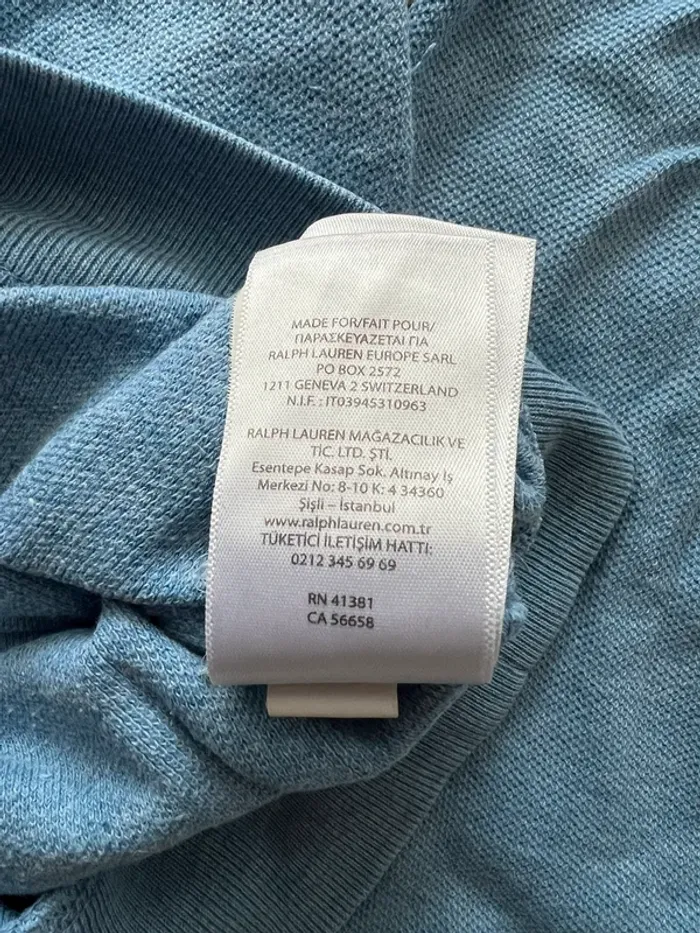 MADE FOR/FAIT POUR/
ΠΑΡΑΣΚΕΥΑΖΕΤΑΙ ΓΙΑ
RALPH LAUREN EUROPE SARL
PO BOX 2572
1211 GENEVA 2 SWITZERLAND
N.I.F. : IT03945310963
RALPH LAUREN MAĞAZACILIK VE
TİC. LTD. ŞTİ.
Esentepe Kasap Sok. Altınay İş
Merkezi No: 8-10 K: 4 34360
Şişli – İstanbul
www.ralphlauren.com.tr
TÜKETİCİ İLETİŞİM HATTI:
0212 345 69 69
RN 41381
CA 56658